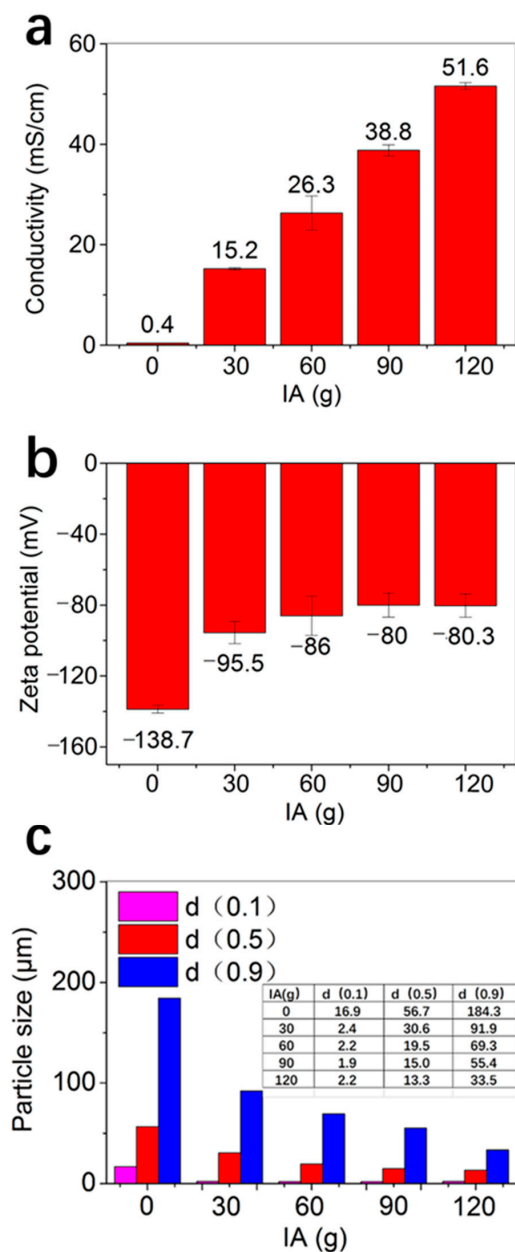 a
Conductivity (mS/cm)
60
40
20
0
0.4
15.2
26.3
38.8
51.6
0 30 60 90 120
IA (g)
b
Zeta potential (mV)
0
−40
−80
−120
−160
−138.7
−95.5
−86
−80
−80.3
0 30 60 90 120
IA (g)
c
Particle size (μm)
300
200
100
0
d（0.1）
d（0.5）
d（0.9）
IA(g) d（0.1） d（0.5） d（0.9）
0 16.9 56.7 184.3
30 2.4 30.6 91.9
60 2.2 19.5 69.3
90 1.9 15.0 55.4
120 2.2 13.3 33.5
0 30 60 90 120
IA (g)